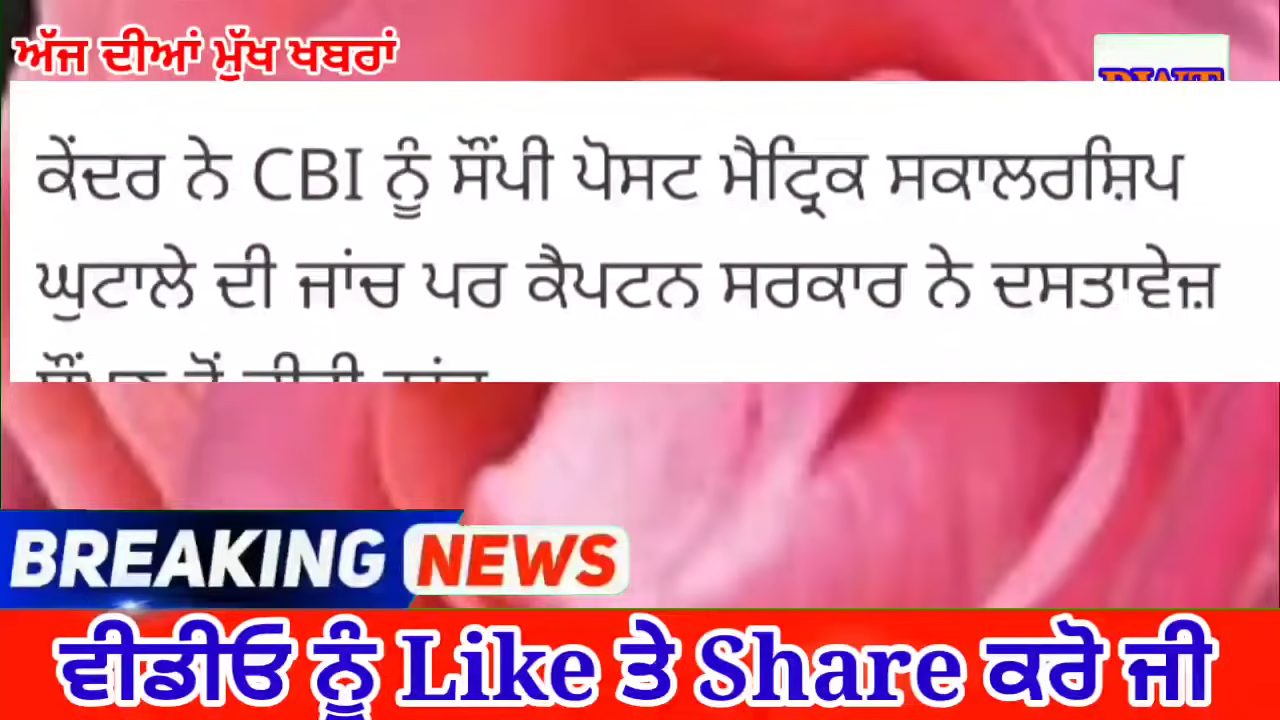 ਅੱਜ ਦੀਆਂ ਮੁੱਖ ਖਬਰਾਂ
ਕੇਂਦਰ ਨੇ CBI ਨੂੰ ਸੌਂਪੀ ਪੋਸਟ ਮੈਟ੍ਰਿਕ ਸਕਾਲਰਸ਼ਿਪ
ਘੁਟਾਲੇ ਦੀ ਜਾਂਚ ਪਰ ਕੈਪਟਨ ਸਰਕਾਰ ਨੇ ਦਸਤਾਵੇਜ਼
BREAKING NEWS
ਵੀਡੀਓ ਨੂੰ Like ਤੇ Share ਕਰੋ ਜੀ